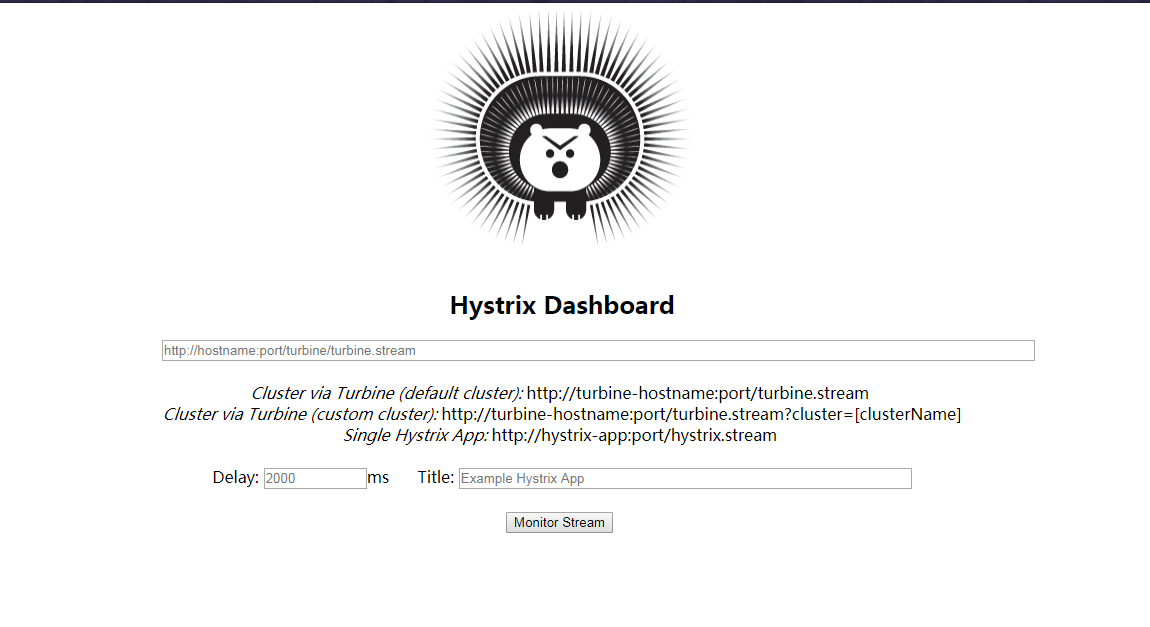 Hystrix Dashboard
http://hostname:port/turbine/turbine.stream
Cluster via Turbine (default cluster): http://turbine-hostname:port/turbine.stream
Cluster via Turbine (custom cluster): http://turbine-hostname:port/turbine.stream?cluster=[clusterName]
Single Hystrix App: http://hystrix-app:port/hystrix.stream
Delay: 2000 ms Title: Example Hystrix App
Monitor Stream